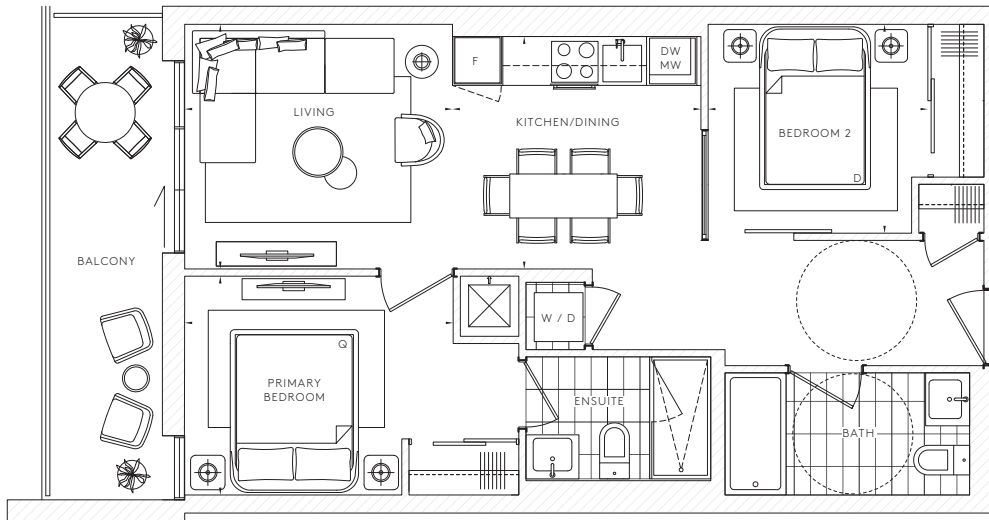 F
DW
MW
LIVING
KITCHEN/DINING
BEDROOM 2
D
BALCONY
W / D
Q
PRIMARY
BEDROOM
ENSUITE
BATH